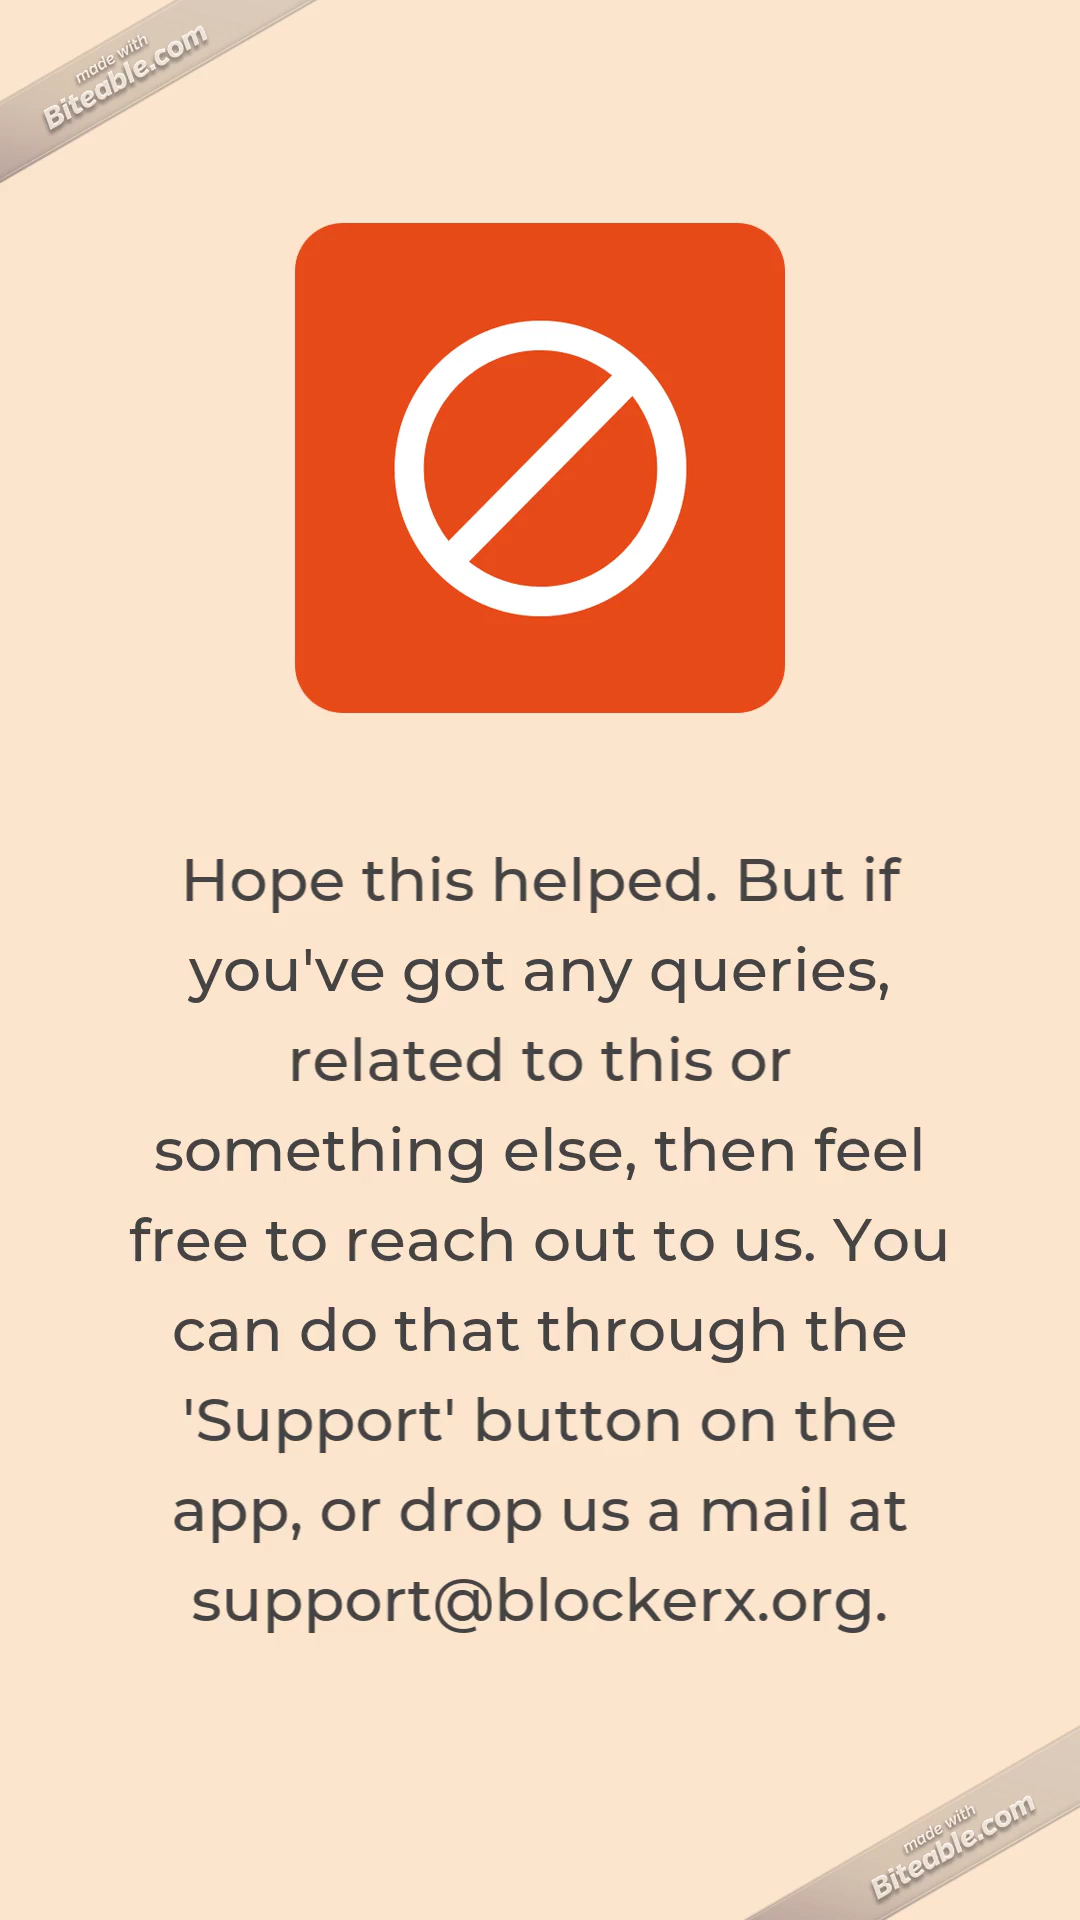 made with
Biteable.com
Hope this helped. But if
you've got any queries,
related to this or
something else, then feel
free to reach out to us. You
can do that through the
'Support' button on the
app, or drop us a mail at
support@blockerx.org.
made with
Biteable.com